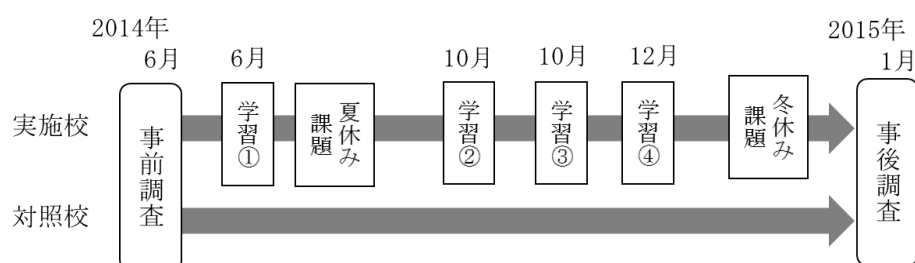 2014年
6月
6月
10月
10月
12月
2015年
1月
実施校
対照校
事前調査
学習①
夏休み
課題
学習②
学習③
学習④
冬休み
課題
事後調査